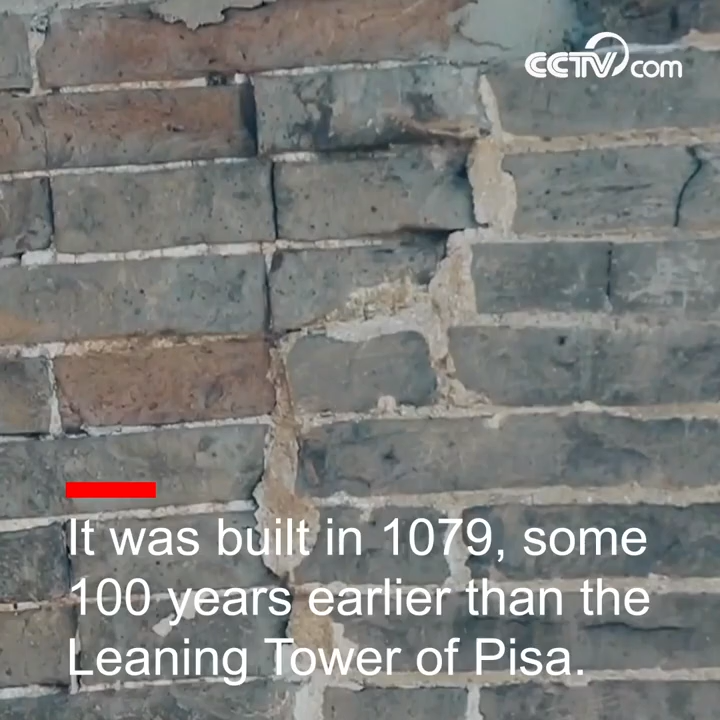 CCTV com
It was built in 1079, some
100 years earlier than the
Leaning Tower of Pisa.